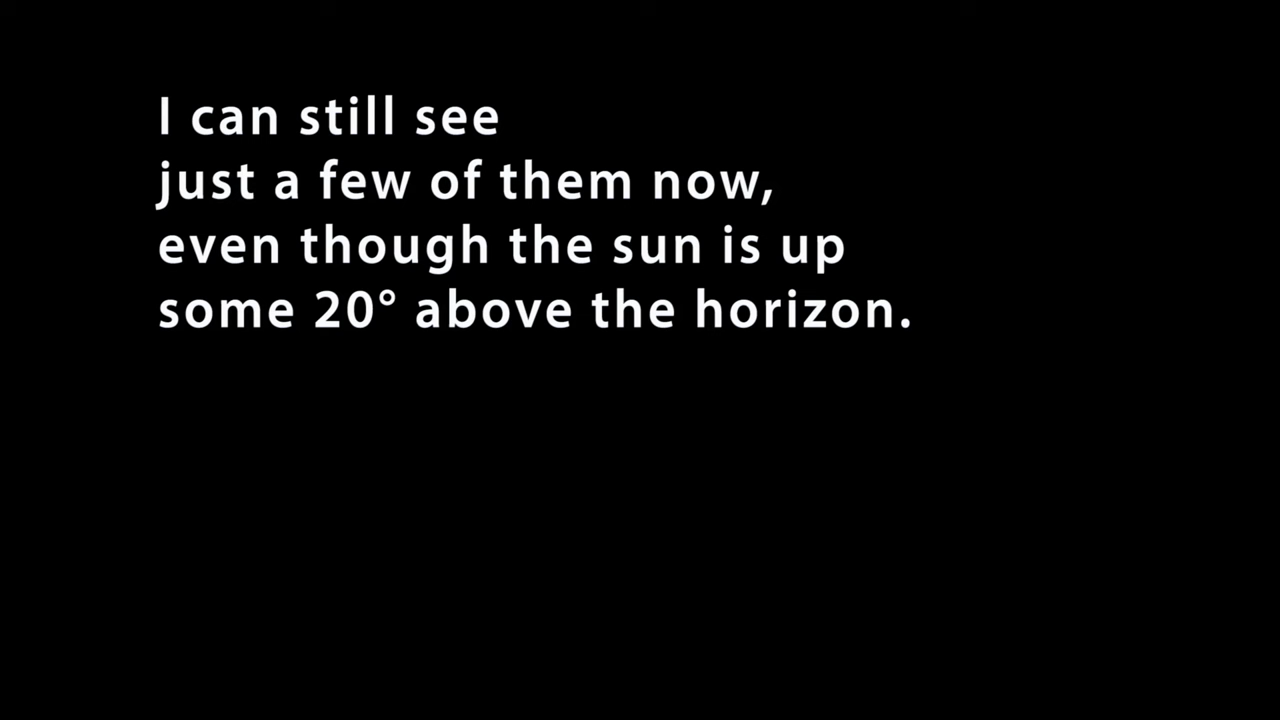 I can still see
just a few of them now,
even though the sun is up
some 20° above the horizon.